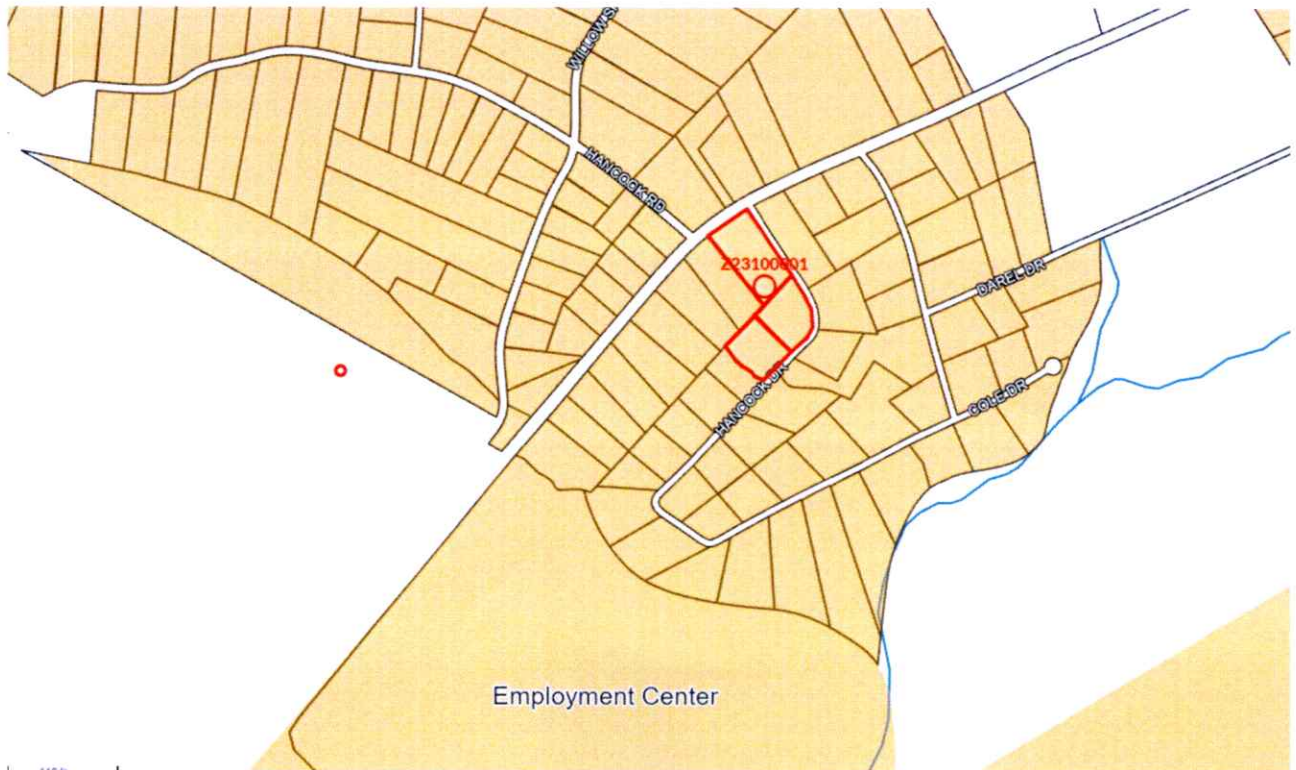 WILLOW S
HANCOCK RD
Z23100001
DAREL DR
HANCOCK DR
COLE DR
Employment Center